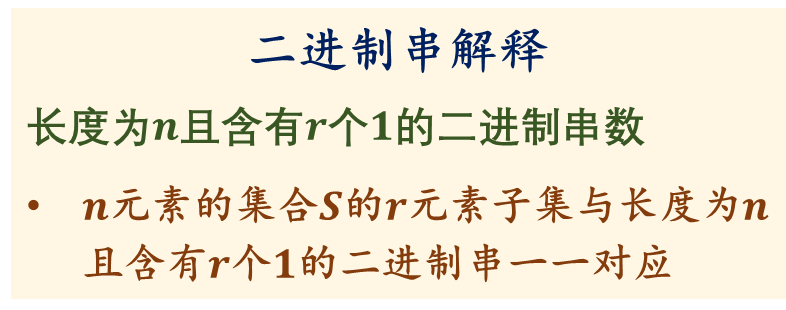 二进制串解释
长度为n且含有r个1的二进制串数
• n元素的集合S的r元素子集与长度为n
且含有r个1的二进制串一一对应